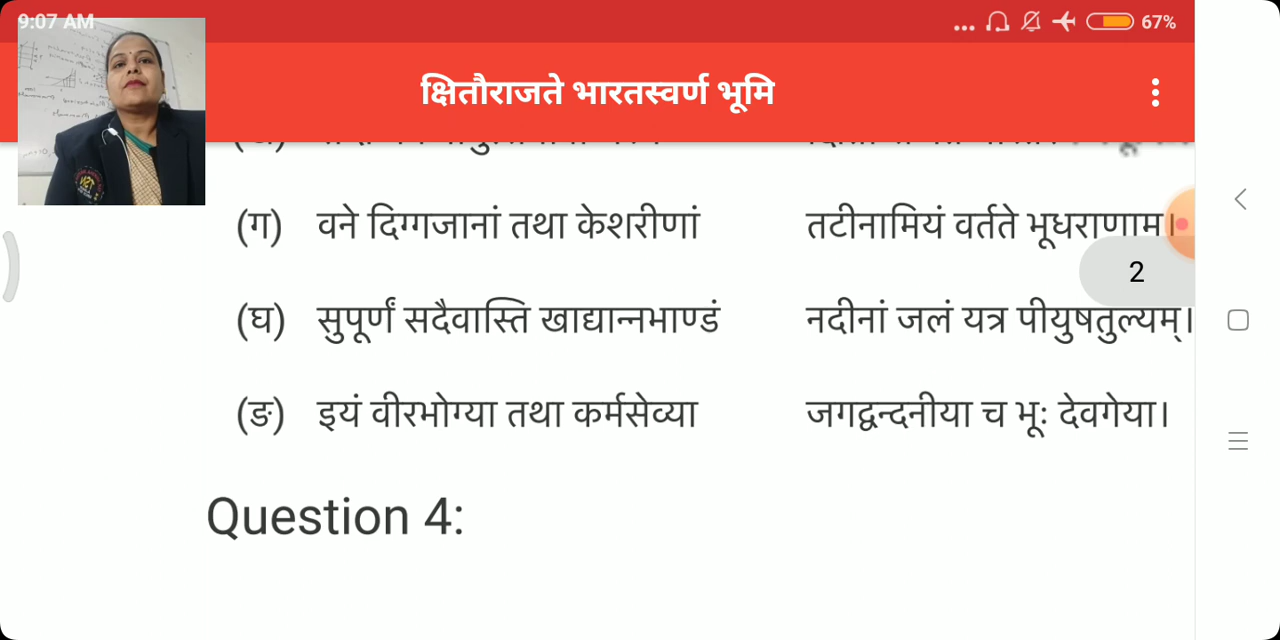 9:07 AM
67%
क्षितौराजते भारतस्वर्ण भूमि
(ग) वने दिग्गजानां तथा केशरीणां तटीनामियं वर्तते भूधराणाम्।
2
(घ) सुपूर्णं सदैवास्ति खाद्यान्नभाण्डं नदीनां जलं यत्र पीयुषतुल्यम्।
(ङ) इयं वीरभोग्या तथा कर्मसेव्या जगद्वन्दनीया च भूः देवगेया।
Question 4: